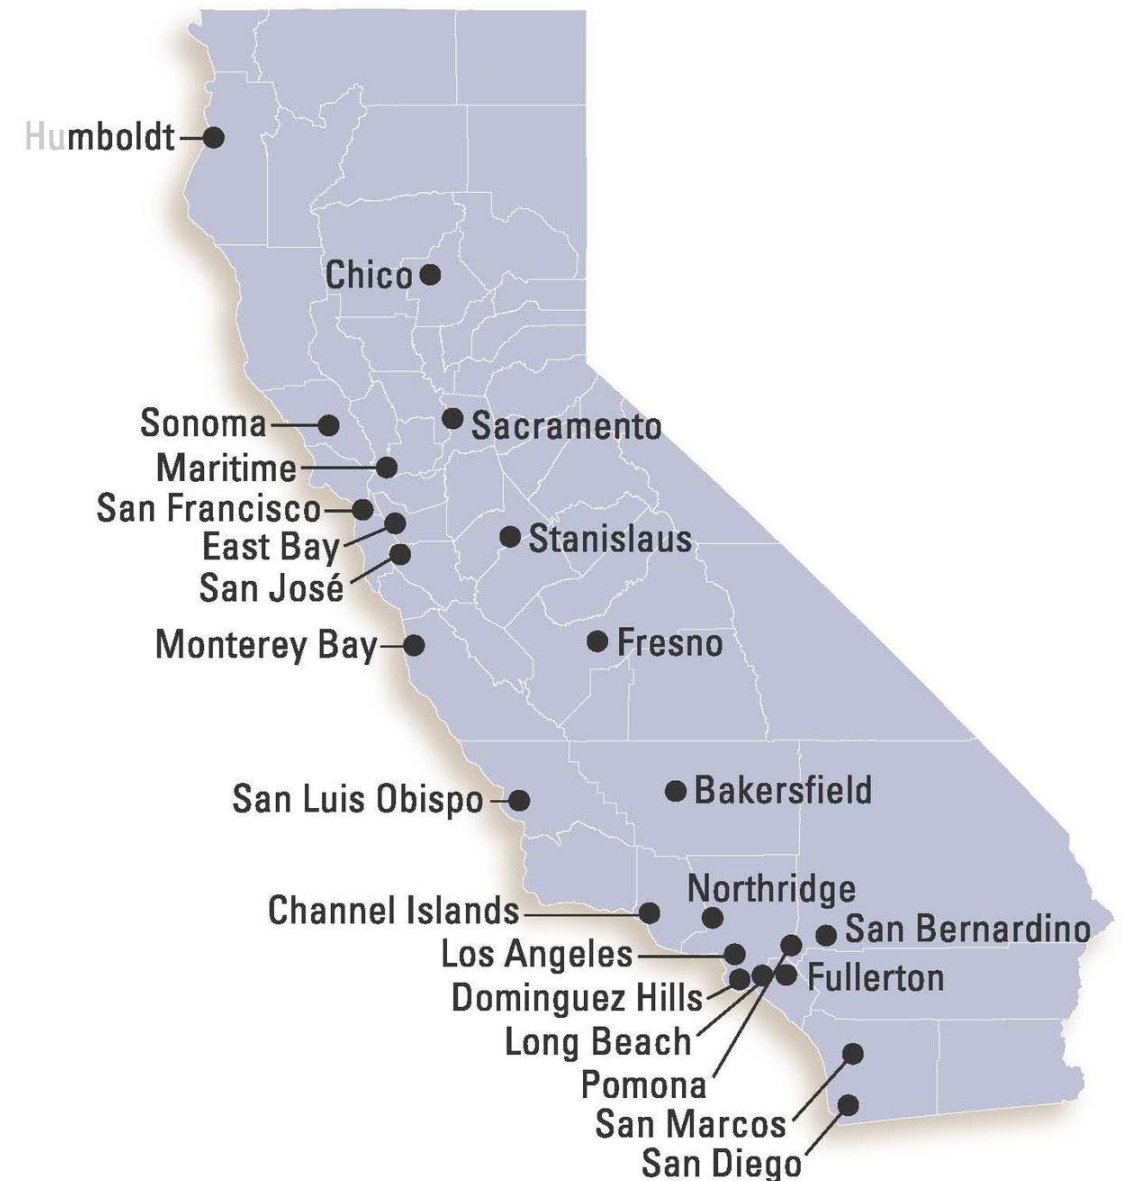 Humboldt
Chico
Sonoma
Sacramento
Maritime
San Francisco
East Bay
Stanislaus
San José
Monterey Bay
Fresno
San Luis Obispo
Bakersfield
Northridge
Channel Islands
San Bernardino
Los Angeles
Fullerton
Dominguez Hills
Long Beach
Pomona
San Marcos
San Diego